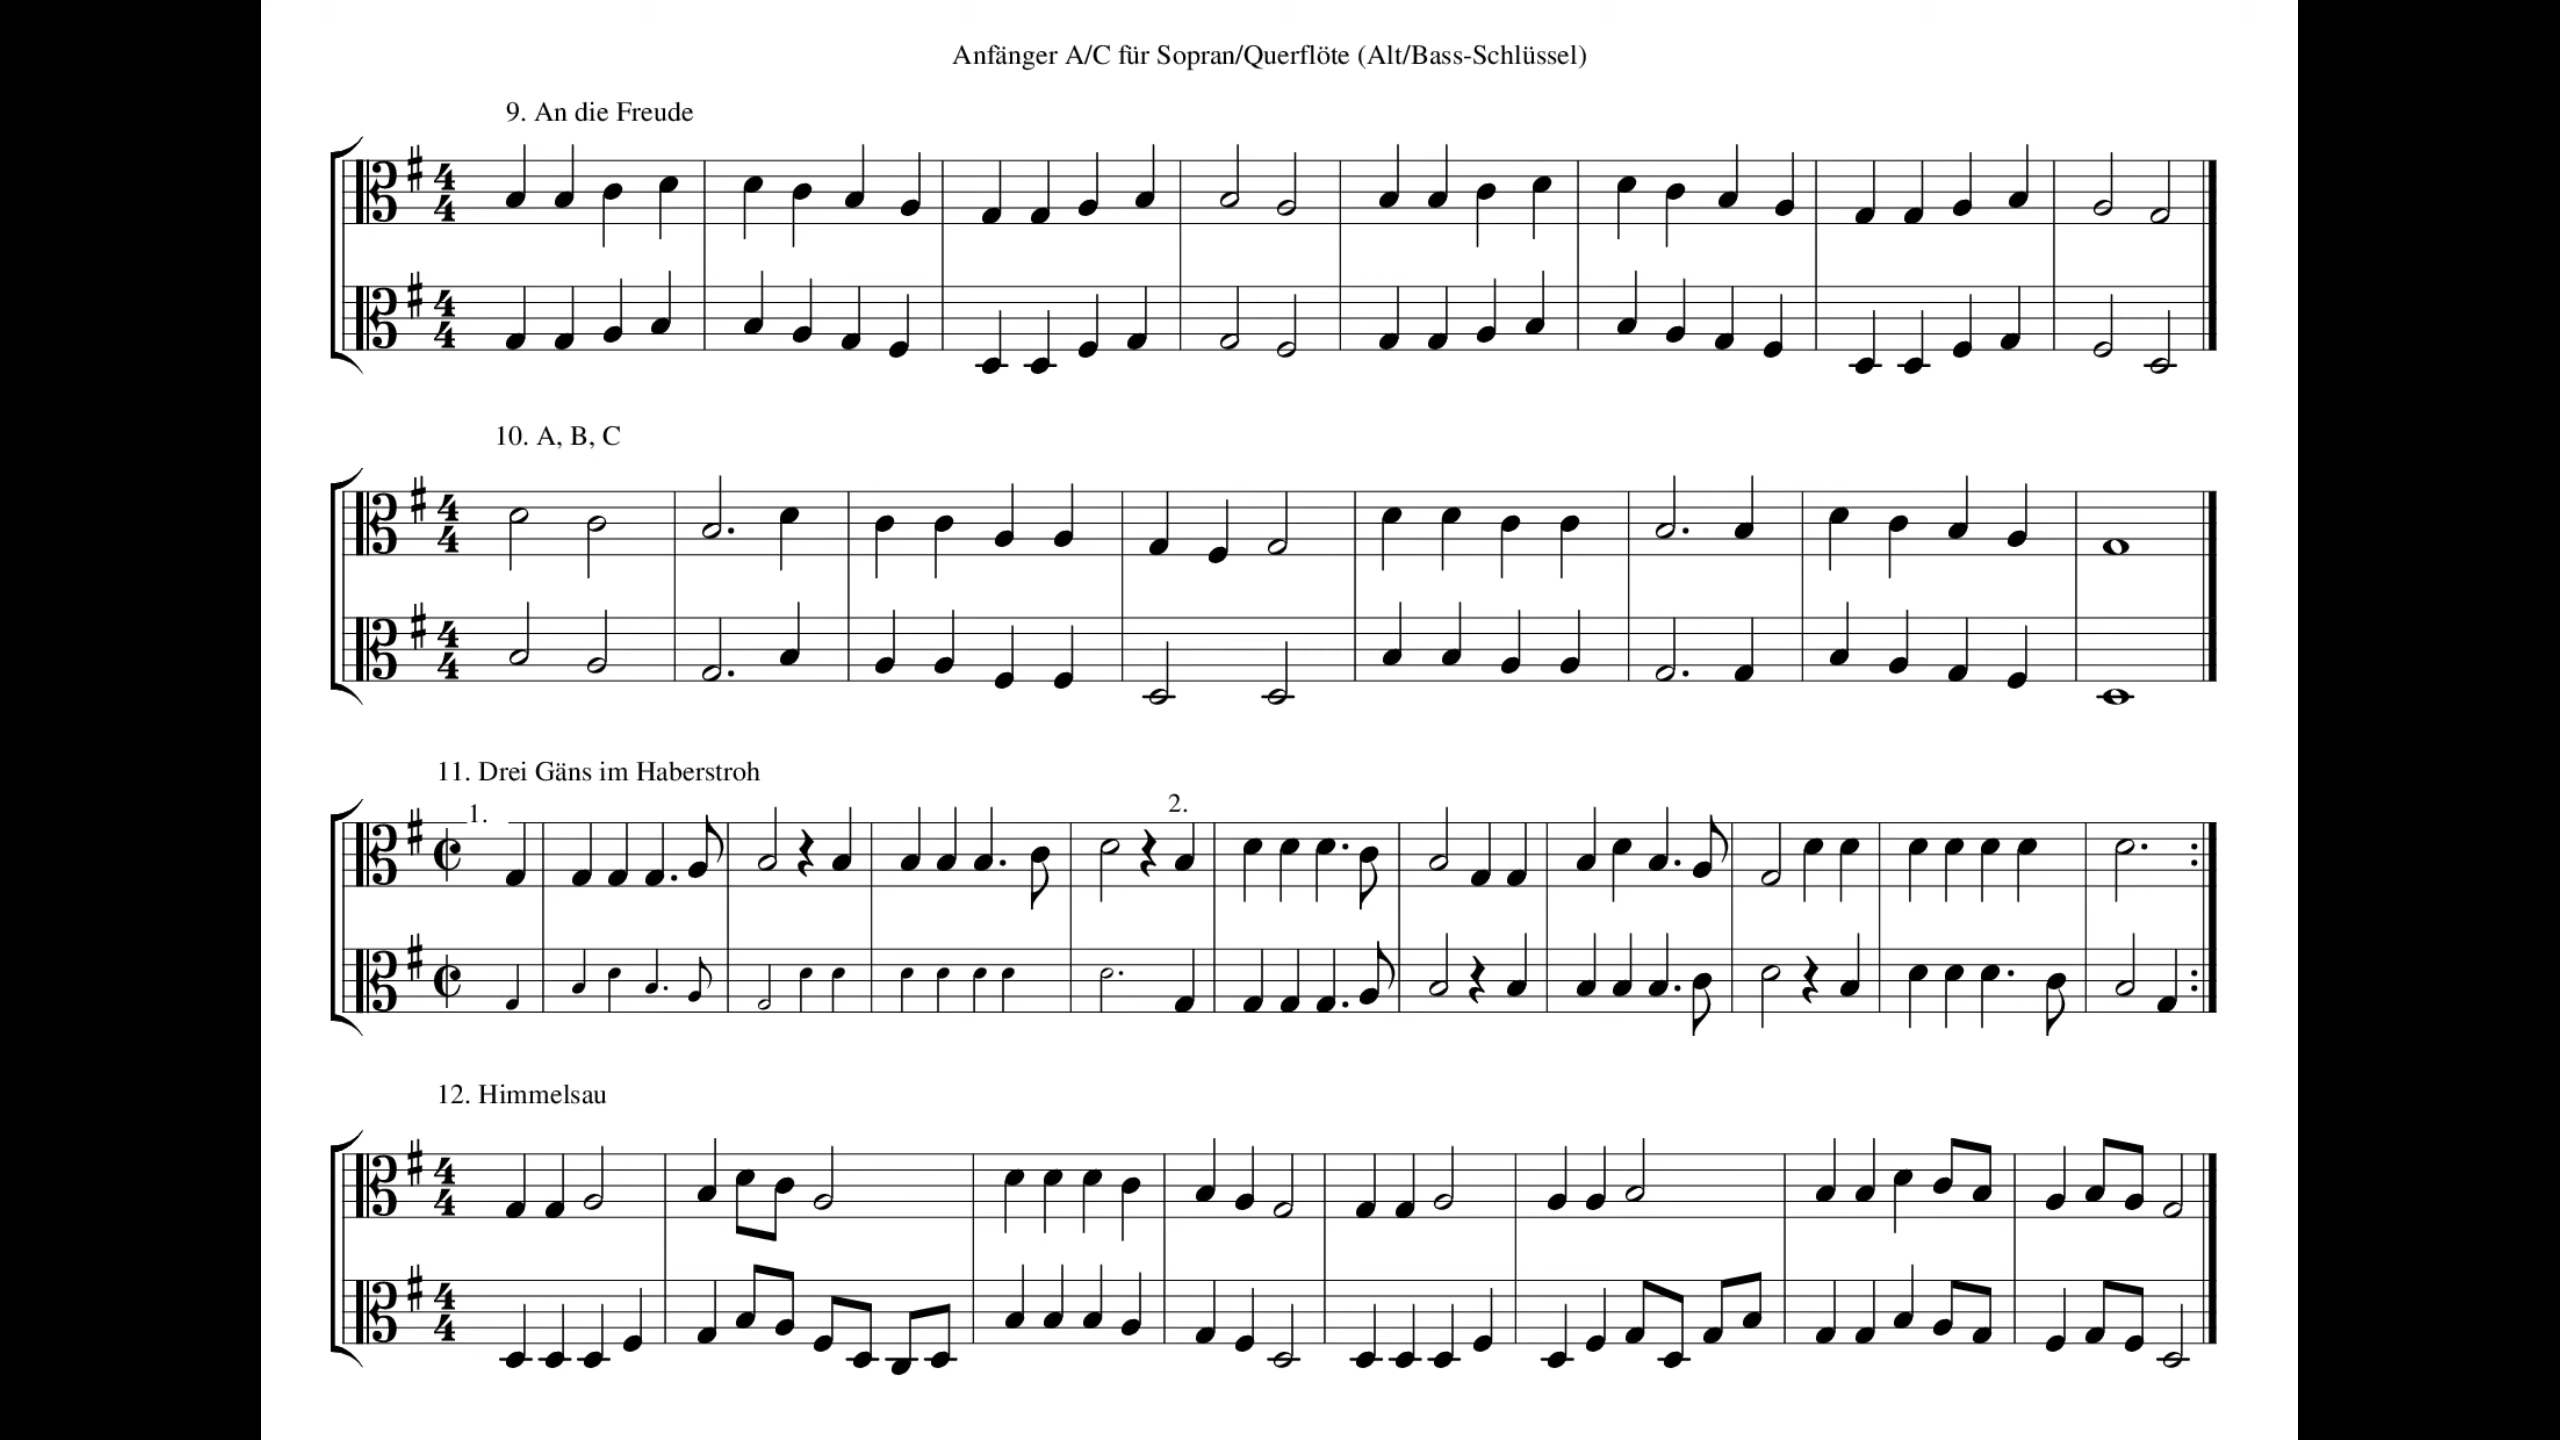 Anfänger A/C für Sopran/Querflöte (Alt/Bass-Schlüssel)
9. An die Freude
10. A, B, C
11. Drei Gäns im Haberstroh
1.
2.
12. Himmelsau